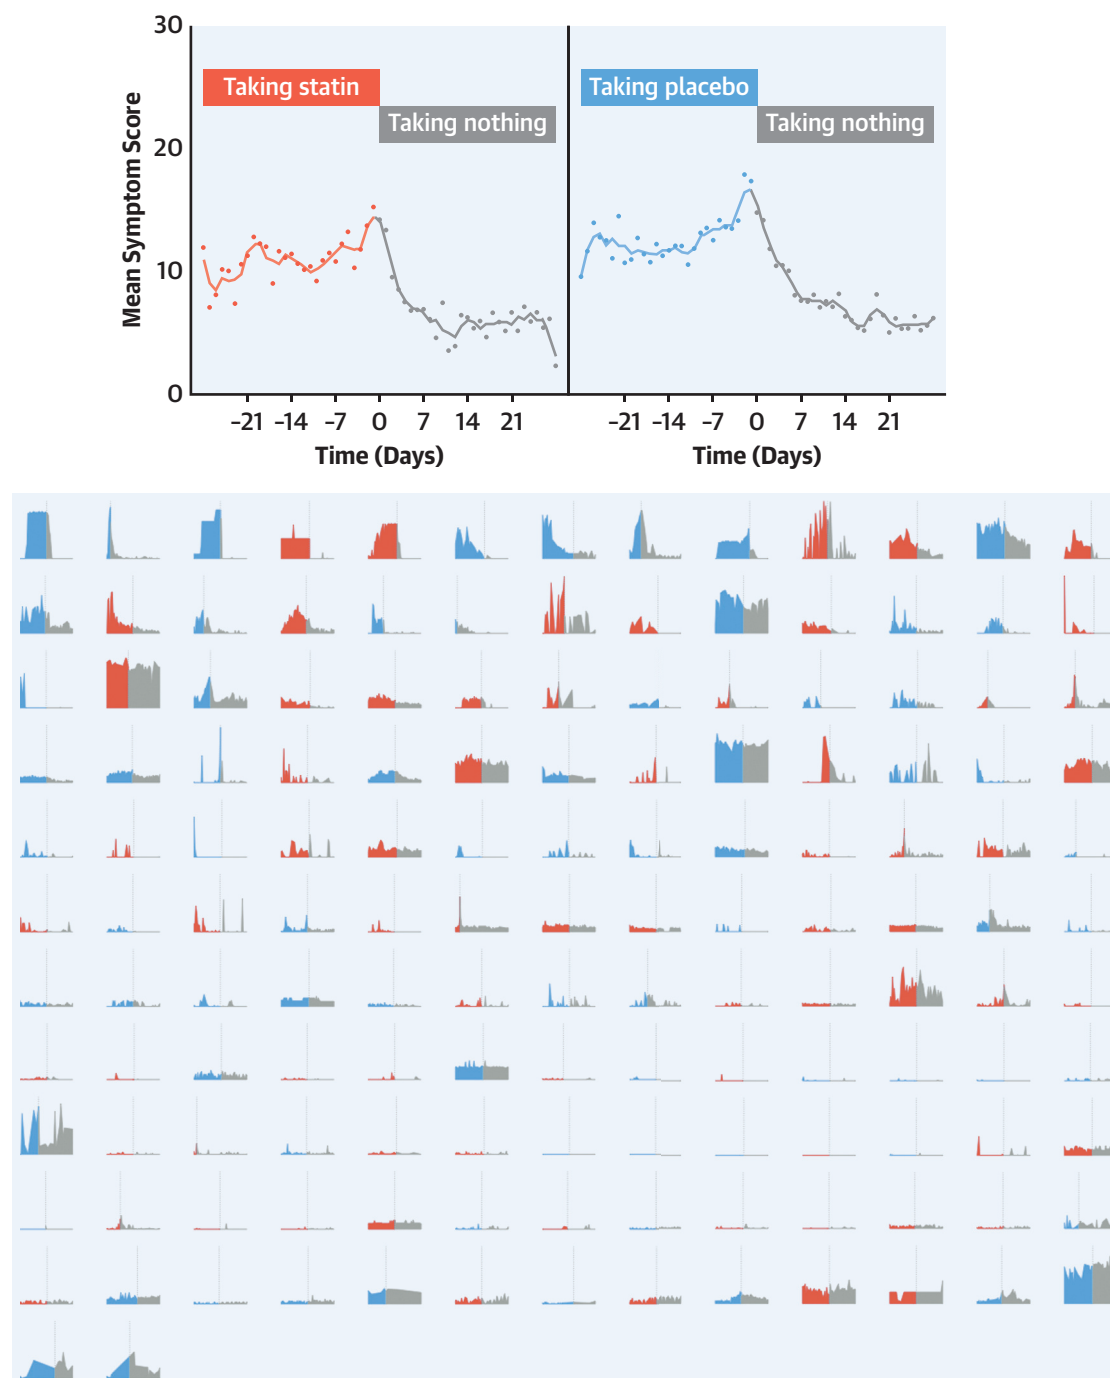 30
Taking statin
Taking placebo
Taking nothing
Taking nothing
20
10
0
Mean Symptom Score
-21 -14 -7 0 7 14 21
-21 -14 -7 0 7 14 21
Time (Days)
Time (Days)